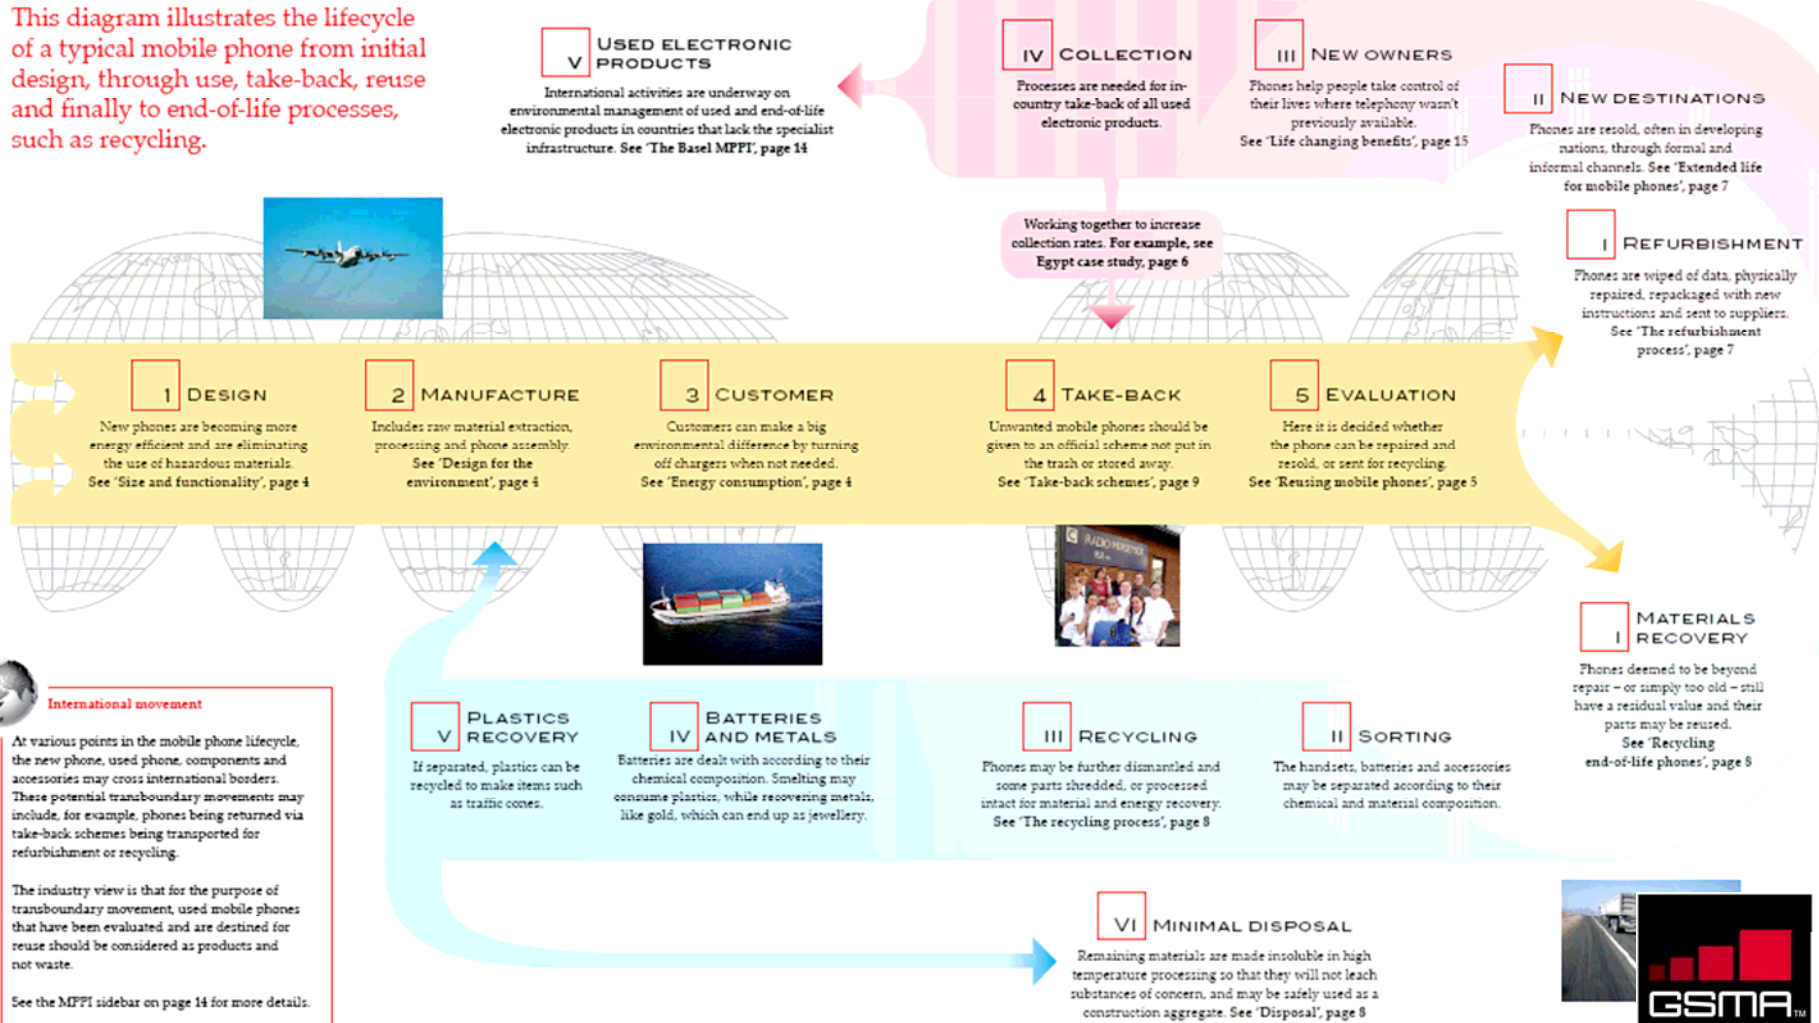 This diagram illustrates the lifecycle
of a typical mobile phone from initial
design, through use, take-back, reuse
and finally to end-of-life processes,
such as recycling.
V USED ELECTRONIC
PRODUCTS
International activities are underway on
environmental management of used and end-of-life
electronic products in countries that lack the specialist
infrastructure. See 'The Basel MPPI', page 14
IV COLLECTION
Processes are needed for in-
country take-back of all used
electronic products.
III NEW OWNERS
Phones help people take control of
their lives where telephony wasn't
previously available.
See 'Life changing benefits', page 15
II NEW DESTINATIONS
Phones are resold, often in developing
nations, through formal and
informal channels. See 'Extended life
for mobile phones', page 7
Working together to increase
collection rates. For example, see
Egypt case study, page 6
I REFURBISHMENT
Phones are wiped of data, physically
repaired, repackaged with new
instructions and sent to suppliers.
See 'The refurbishment
process', page 7
1 DESIGN
New phones are becoming more
energy efficient and are eliminating
the use of hazardous materials.
See 'Size and functionality', page 4
2 MANUFACTURE
Includes raw material extraction,
processing and phone assembly.
See 'Design for the
environment', page 4
3 CUSTOMER
Customers can make a big
environmental difference by turning
off chargers when not needed.
See 'Energy consumption', page 4
4 TAKE-BACK
Unwanted mobile phones should be
given to an official scheme not put in
the trash or stored away.
See 'Take-back schemes', page 9
5 EVALUATION
Here it is decided whether
the phone can be repaired and
resold, or sent for recycling.
See 'Reusing mobile phones', page 5
C RADIO MERSEYSIDE
I MATERIALS
RECOVERY
Phones deemed to be beyond
repair – or simply too old – still
have a residual value and their
parts may be reused.
See 'Recycling
end-of-life phones', page 8
International movement
At various points in the mobile phone lifecycle,
the new phone, used phone, components and
accessories may cross international borders.
These potential transboundary movements may
include, for example, phones being returned via
take-back schemes being transported for
refurbishment or recycling.
The industry view is that for the purpose of
transboundary movement, used mobile phones
that have been evaluated and are destined for
reuse should be considered as products and
not waste.
See the MPPI sidebar on page 14 for more details.
V PLASTICS
RECOVERY
If separated, plastics can be
recycled to make items such
as traffic cones.
IV BATTERIES
AND METALS
Batteries are dealt with according to their
chemical composition. Smelting may
consume plastics, while recovering metals,
like gold, which can end up as jewellery.
III RECYCLING
Phones may be further dismantled and
some parts shredded, or processed
intact for material and energy recovery.
See 'The recycling process', page 8
II SORTING
The handsets, batteries and accessories
may be separated according to their
chemical and material composition.
VI MINIMAL DISPOSAL
Remaining materials are made insoluble in high
temperature processing so that they will not leach
substances of concern, and may be safely used as a
construction aggregate. See 'Disposal', page 8
GSMA TM